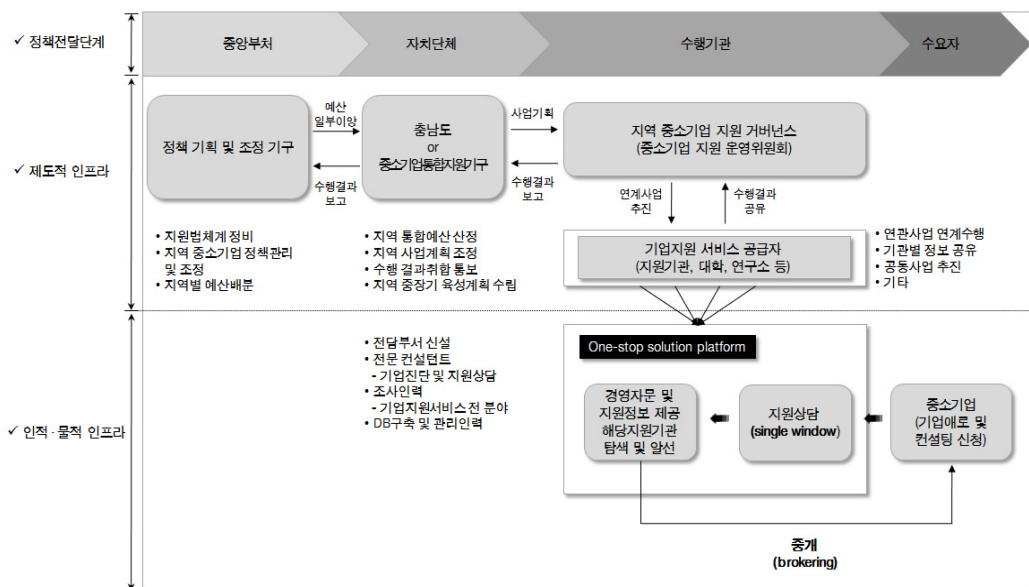 ✓ 정책전달단계
중앙부처
자치단체
수행기관
수요자
✓ 제도적 인프라
정책 기획 및 조정 기구
예산
일부이양
수행결과
보고
충남도
or
중소기업통합지원기구
사업기획
수행결과
보고
지역 중소기업 지원 거버넌스
(중소기업 지원 운영위원회)
연계사업
추진
수행결과
공유
• 지원법체계 정비
• 지역 중소기업 정책관리
및 조정
• 지역별 예산배분
• 지역 통합예산 산정
• 지역 사업계획 조정
• 수행 결과취합 통보
• 지역 중장기 육성계획 수립
기업지원 서비스 공급자
(지원기관, 대학, 연구소 등)
• 연관사업 연계수행
• 기관별 정보 공유
• 공동사업 추진
• 기타
✓ 인적·물적 인프라
• 전담부서 신설
• 전문 컨설턴트
- 기업진단 및 지원상담
• 조사인력
- 기업지원서비스 전 분야
• DB구축 및 관리인력
One-stop solution platform
경영자문 및
지원정보 제공
해당지원기관
탐색 및 알선
지원상담
(single window)
중소기업
(기업애로 및
컨설팅 신청)
중개
(brokering)